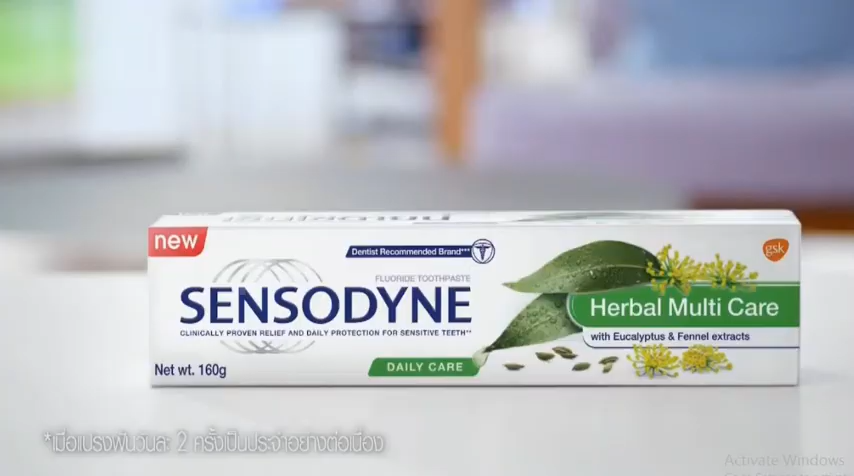 new
Dentist Recommended Brand***
gsk
FLUORIDE TOOTHPASTE
SENSODYNE
Herbal Multi Care
CLINICALLY PROVEN RELIEF AND DAILY PROTECTION FOR SENSITIVE TEETH**
with Eucalyptus & Fennel extracts
DAILY CARE
Net wt. 160g
*เมื่อแปรงฟันวันละ 2 ครั้งเป็นประจำอย่างต่อเนื่อง
Activate Windows